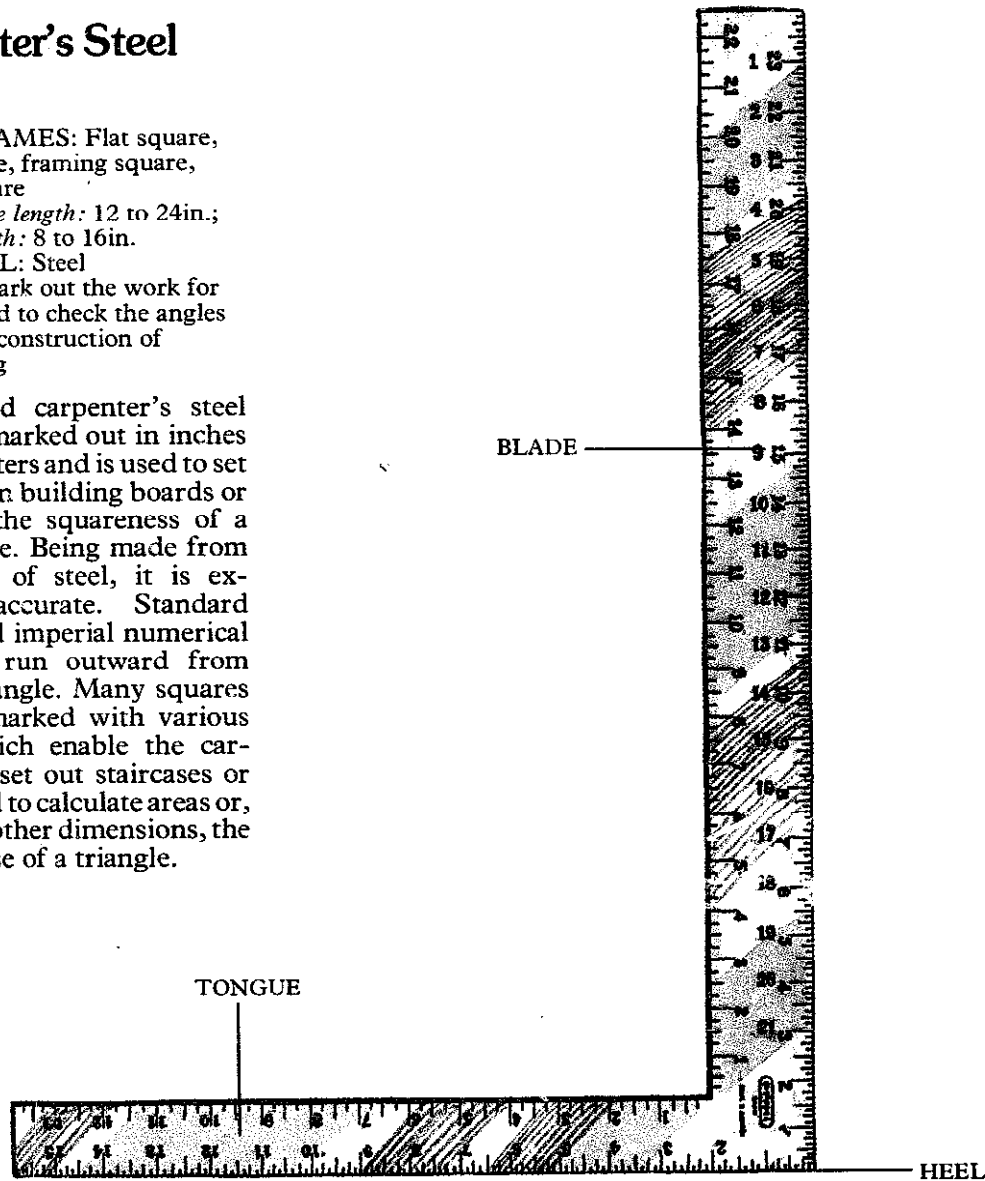 ter's Steel
AMES: Flat square,
e, framing square,
are
e length: 12 to 24in.;
th: 8 to 16in.
L: Steel
ark out the work for
d to check the angles
construction of
g
d carpenter's steel
marked out in inches
ters and is used to set
n building boards or
the squareness of a
e. Being made from
of steel, it is ex-
accurate. Standard
l imperial numerical
run outward from
angle. Many squares
marked with various
ich enable the car-
set out staircases or
l to calculate areas or,
other dimensions, the
se of a triangle.
BLADE
TONGUE
HEEL